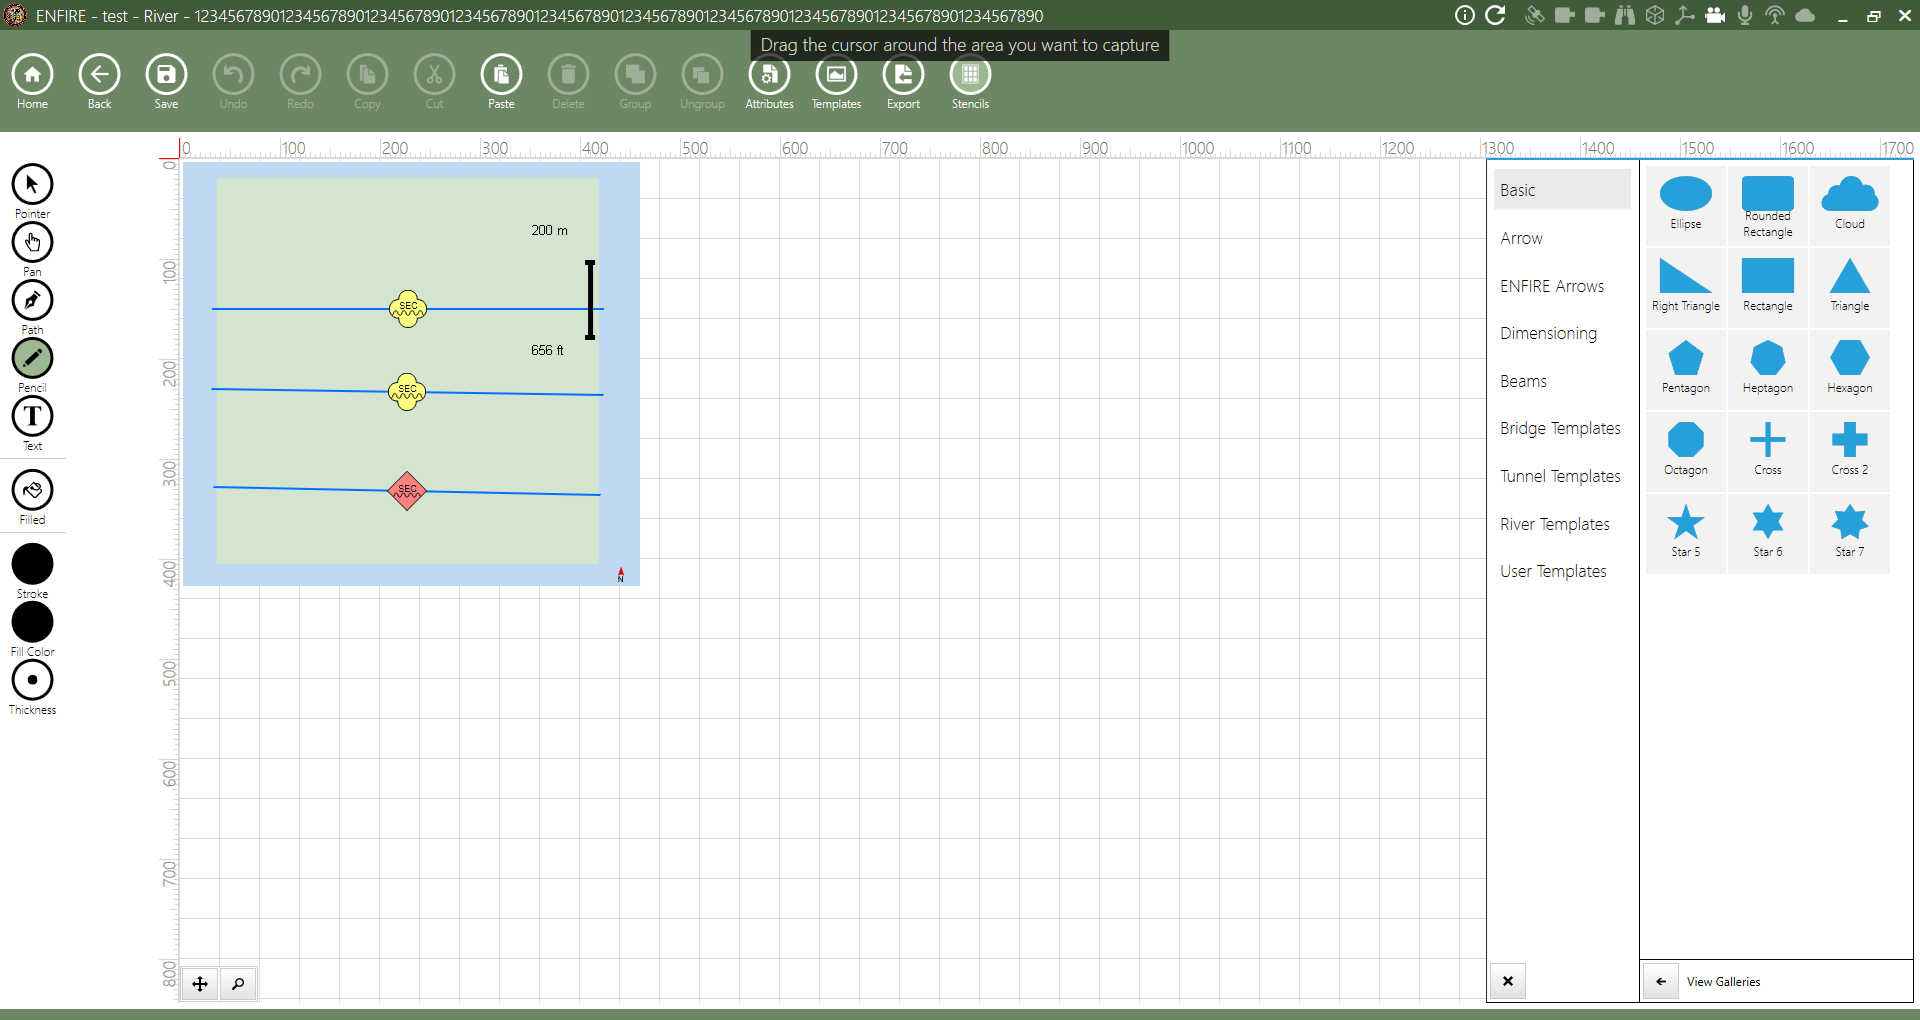 ENFIRE - test - River - 1234567890123456789012345678901234567890123456789012345678901234567890123456789012345678901234567890
Drag the cursor around the area you want to capture
Home Back Save Undo Redo Copy Cut Paste Delete Group Ungroup Attributes Templates Export Stencils
0 100 200 300 400 500 600 700 800 900 1000 1100 1200 1300 1400 1500 1600 1700
0
100
200
300
400
500
600
700
800
Pointer
Pan
Path
Pencil
T
Text
Filled
Stroke
Fill Color
Thickness
200 m
SEC
656 ft
SEC
SEC
N
Basic
Arrow
ENFIRE Arrows
Dimensioning
Beams
Bridge Templates
Tunnel Templates
River Templates
User Templates
Ellipse Rounded Rectangle Cloud
Right Triangle Rectangle Triangle
Pentagon Heptagon Hexagon
Octagon Cross Cross 2
Star 5 Star 6 Star 7
View Galleries